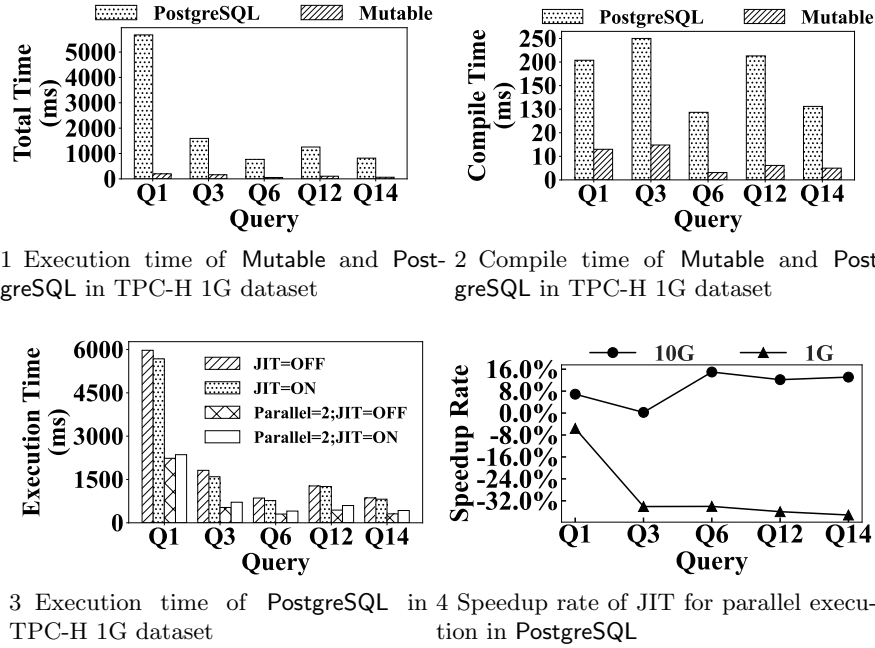 PostgreSQL Mutable
Total Time
(ms)
5000
4000
3000
2000
1000
0
Q1 Q3 Q6 Q12 Q14
Query
1 Execution time of Mutable and Post-
greSQL in TPC-H 1G dataset
PostgreSQL Mutable
Compile Time
(ms)
250
200
150
130
20
10
0
Q1 Q3 Q6 Q12 Q14
Query
2 Compile time of Mutable and Post
greSQL in TPC-H 1G dataset
Execution Time
(ms)
6000
4500
3000
1500
0
JIT=OFF
JIT=ON
Parallel=2;JIT=OFF
Parallel=2;JIT=ON
Q1 Q3 Q6 Q12 Q14
Query
3 Execution time of PostgreSQL in
TPC-H 1G dataset
10G 1G
Speedup Rate
16.0%
8.0%
0.0%
-8.0%
-16.0%
-24.0%
-32.0%
Q1 Q3 Q6 Q12 Q14
Query
4 Speedup rate of JIT for parallel execu-
tion in PostgreSQL